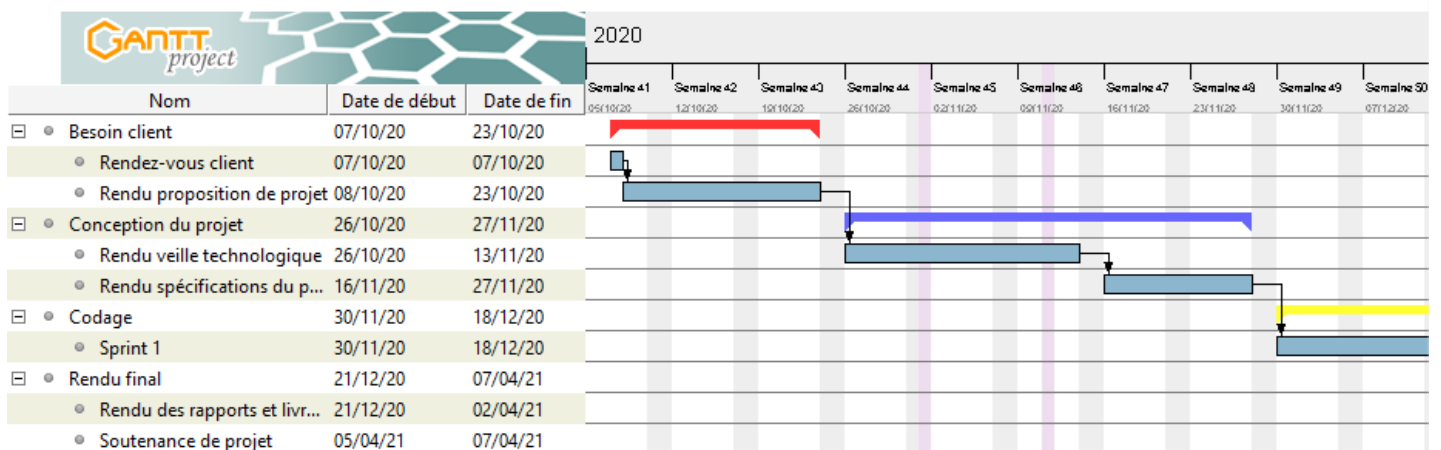 GANTT
project
2020
Semaine 41 Semaine 42 Semaine 43 Semaine 44 Semaine 45 Semaine 46 Semaine 47 Semaine 48 Semaine 49 Semaine 50
05/10/20 12/10/20 19/10/20 26/10/20 02/11/20 09/11/20 16/11/20 23/11/20 30/11/20 07/12/20
Nom Date de début Date de fin
Besoin client 07/10/20 23/10/20
Rendez-vous client 07/10/20 07/10/20
Rendu proposition de projet 08/10/20 23/10/20
Conception du projet 26/10/20 27/11/20
Rendu veille technologique 26/10/20 13/11/20
Rendu spécifications du p... 16/11/20 27/11/20
Codage 30/11/20 18/12/20
Sprint 1 30/11/20 18/12/20
Rendu final 21/12/20 07/04/21
Rendu des rapports et livr... 21/12/20 02/04/21
Soutenance de projet 05/04/21 07/04/21